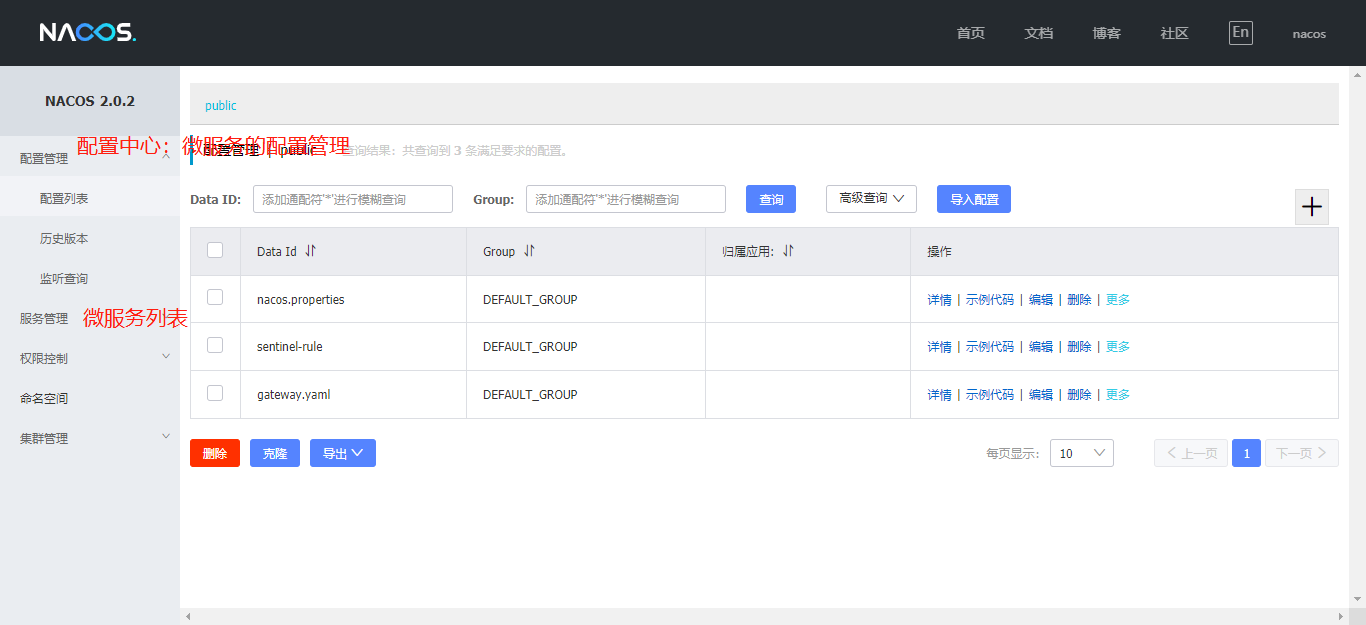 NACOS.
首页 文档 博客 社区 En nacos
NACOS 2.0.2
public
配置中心：微服务的配置管理
配置管理
配置管理 | public 查询结果：共查询到 3 条满足要求的配置。
配置列表
Data ID: 添加通配符'*'进行模糊查询 Group: 添加通配符'*'进行模糊查询 查询 高级查询 导入配置
历史版本
Data Id Group 归属应用: 操作
监听查询
nacos.properties DEFAULT_GROUP 详情 | 示例代码 | 编辑 | 删除 | 更多
服务管理 微服务列表
sentinel-rule DEFAULT_GROUP 详情 | 示例代码 | 编辑 | 删除 | 更多
权限控制
gateway.yaml DEFAULT_GROUP 详情 | 示例代码 | 编辑 | 删除 | 更多
命名空间
集群管理
删除 克隆 导出 每页显示: 10 上一页 1 下一页